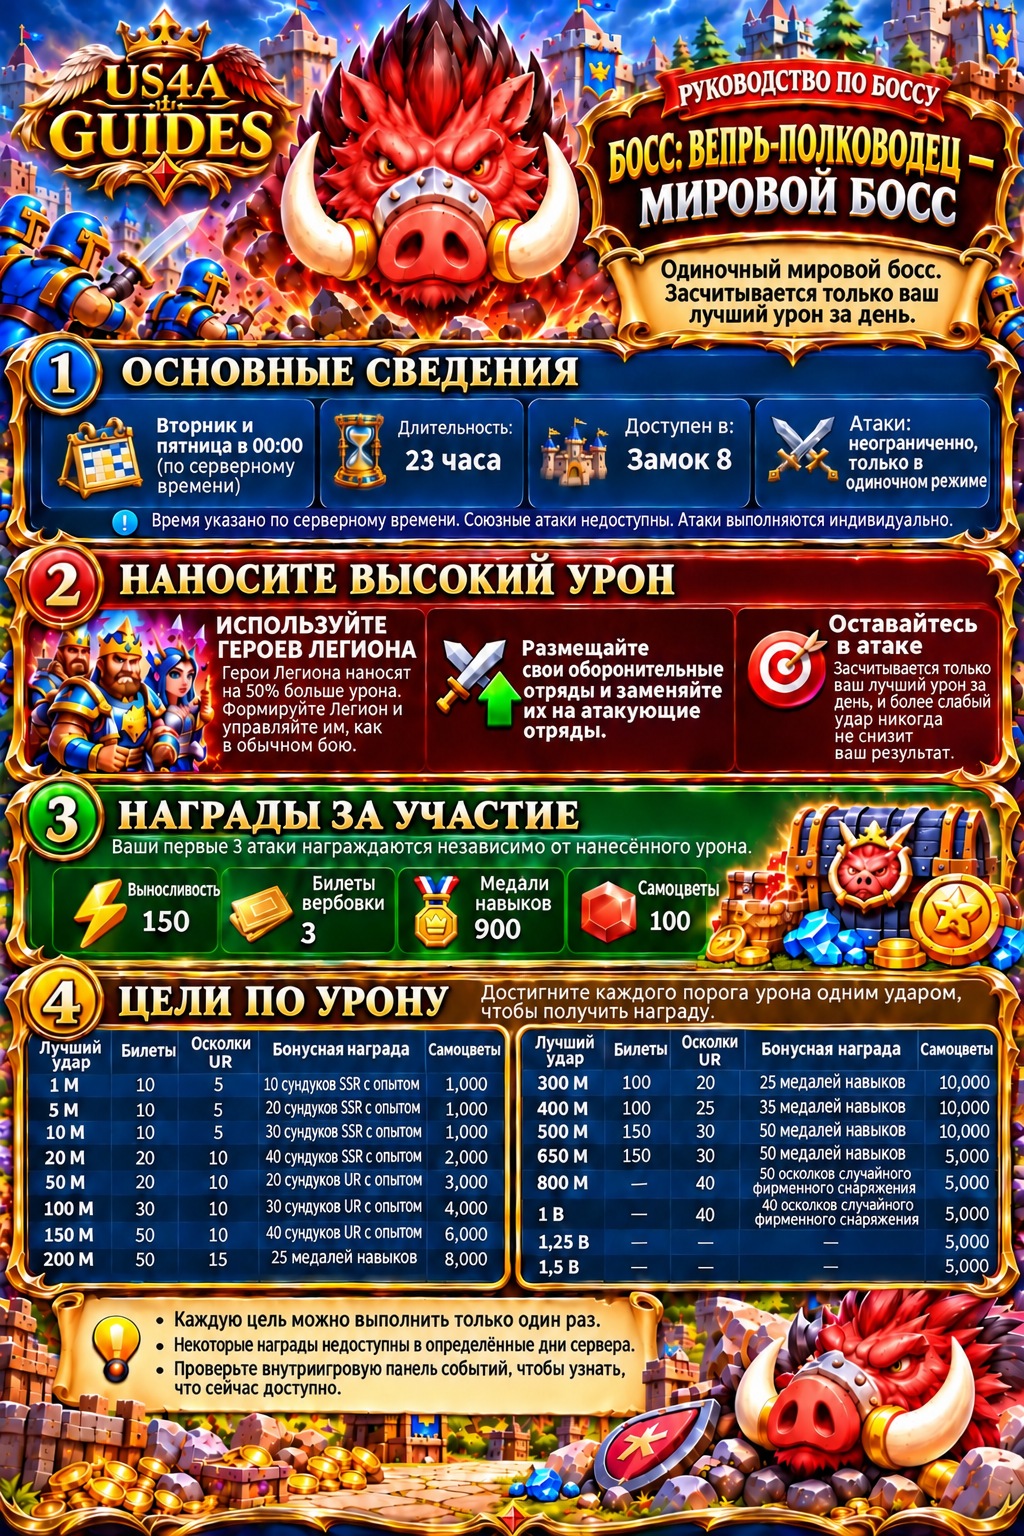 US4A
GUIDES
РУКОВОДСТВО ПО БОССУ
БОСС: ВЕПРЬ-ПОЛКОВОДЕЦ –
МИРОВОЙ БОСС
Одиночный мировой босс.
Засчитывается только ваш
лучший урон за день.
1 ОСНОВНЫЕ СВЕДЕНИЯ
Вторник и
пятница в 00:00
(по серверному
времени)
Длительность:
23 часа
Доступен в:
Замок 8
Атаки:
неограниченно,
только в
одиночном режиме
! Время указано по серверному времени. Союзные атаки недоступны. Атаки выполняются индивидуально.
2 НАНОСИТЕ ВЫСОКИЙ УРОН
ИСПОЛЬЗУЙТЕ
ГЕРОЕВ ЛЕГИОНА
Герои Легиона наносят
на 50% больше урона.
Формируйте Легион и
управляйте им, как
в обычном бою.
Размещайте
свои оборонительные
отряды и заменяйте
их на атакующие
отряды.
Оставайтесь
в атаке
Засчитывается только
ваш лучший урон за
день, и более слабый
удар никогда
не снизит
ваш результат.
3 НАГРАДЫ ЗА УЧАСТИЕ
Ваши первые 3 атаки награждаются независимо от нанесённого урона.
Выносливость
150
Билеты
вербовки
3
Медали
навыков
900
Самоцветы
100
4 ЦЕЛИ ПО УРОНУ
Достигните каждого порога урона одним ударом,
чтобы получить награду.
Лучший удар Билеты Осколки UR Бонусная награда Самоцветы
1 M 10 5 10 сундуков SSR с опытом 1,000
5 M 10 5 20 сундуков SSR с опытом 1,000
10 M 10 5 30 сундуков SSR с опытом 1,000
20 M 20 10 40 сундуков SSR с опытом 2,000
50 M 20 10 20 сундуков UR с опытом 3,000
100 M 30 10 30 сундуков UR с опытом 4,000
150 M 50 10 40 сундуков UR с опытом 6,000
200 M 50 15 25 медалей навыков 8,000
Лучший удар Билеты Осколки UR Бонусная награда Самоцветы
300 M 100 20 25 медалей навыков 10,000
400 M 100 25 35 медалей навыков 10,000
500 M 150 30 50 медалей навыков 10,000
650 M 150 30 50 медалей навыков 5,000
800 M — 40 50 осколков случайного фирменного снаряжения 5,000
1 B — 40 40 осколков случайного фирменного снаряжения 5,000
1,25 B — — — 5,000
1,5 B — — — 5,000
• Каждую цель можно выполнить только один раз.
• Некоторые награды недоступны в определённые дни сервера.
• Проверьте внутриигровую панель событий, чтобы узнать,
что сейчас доступно.